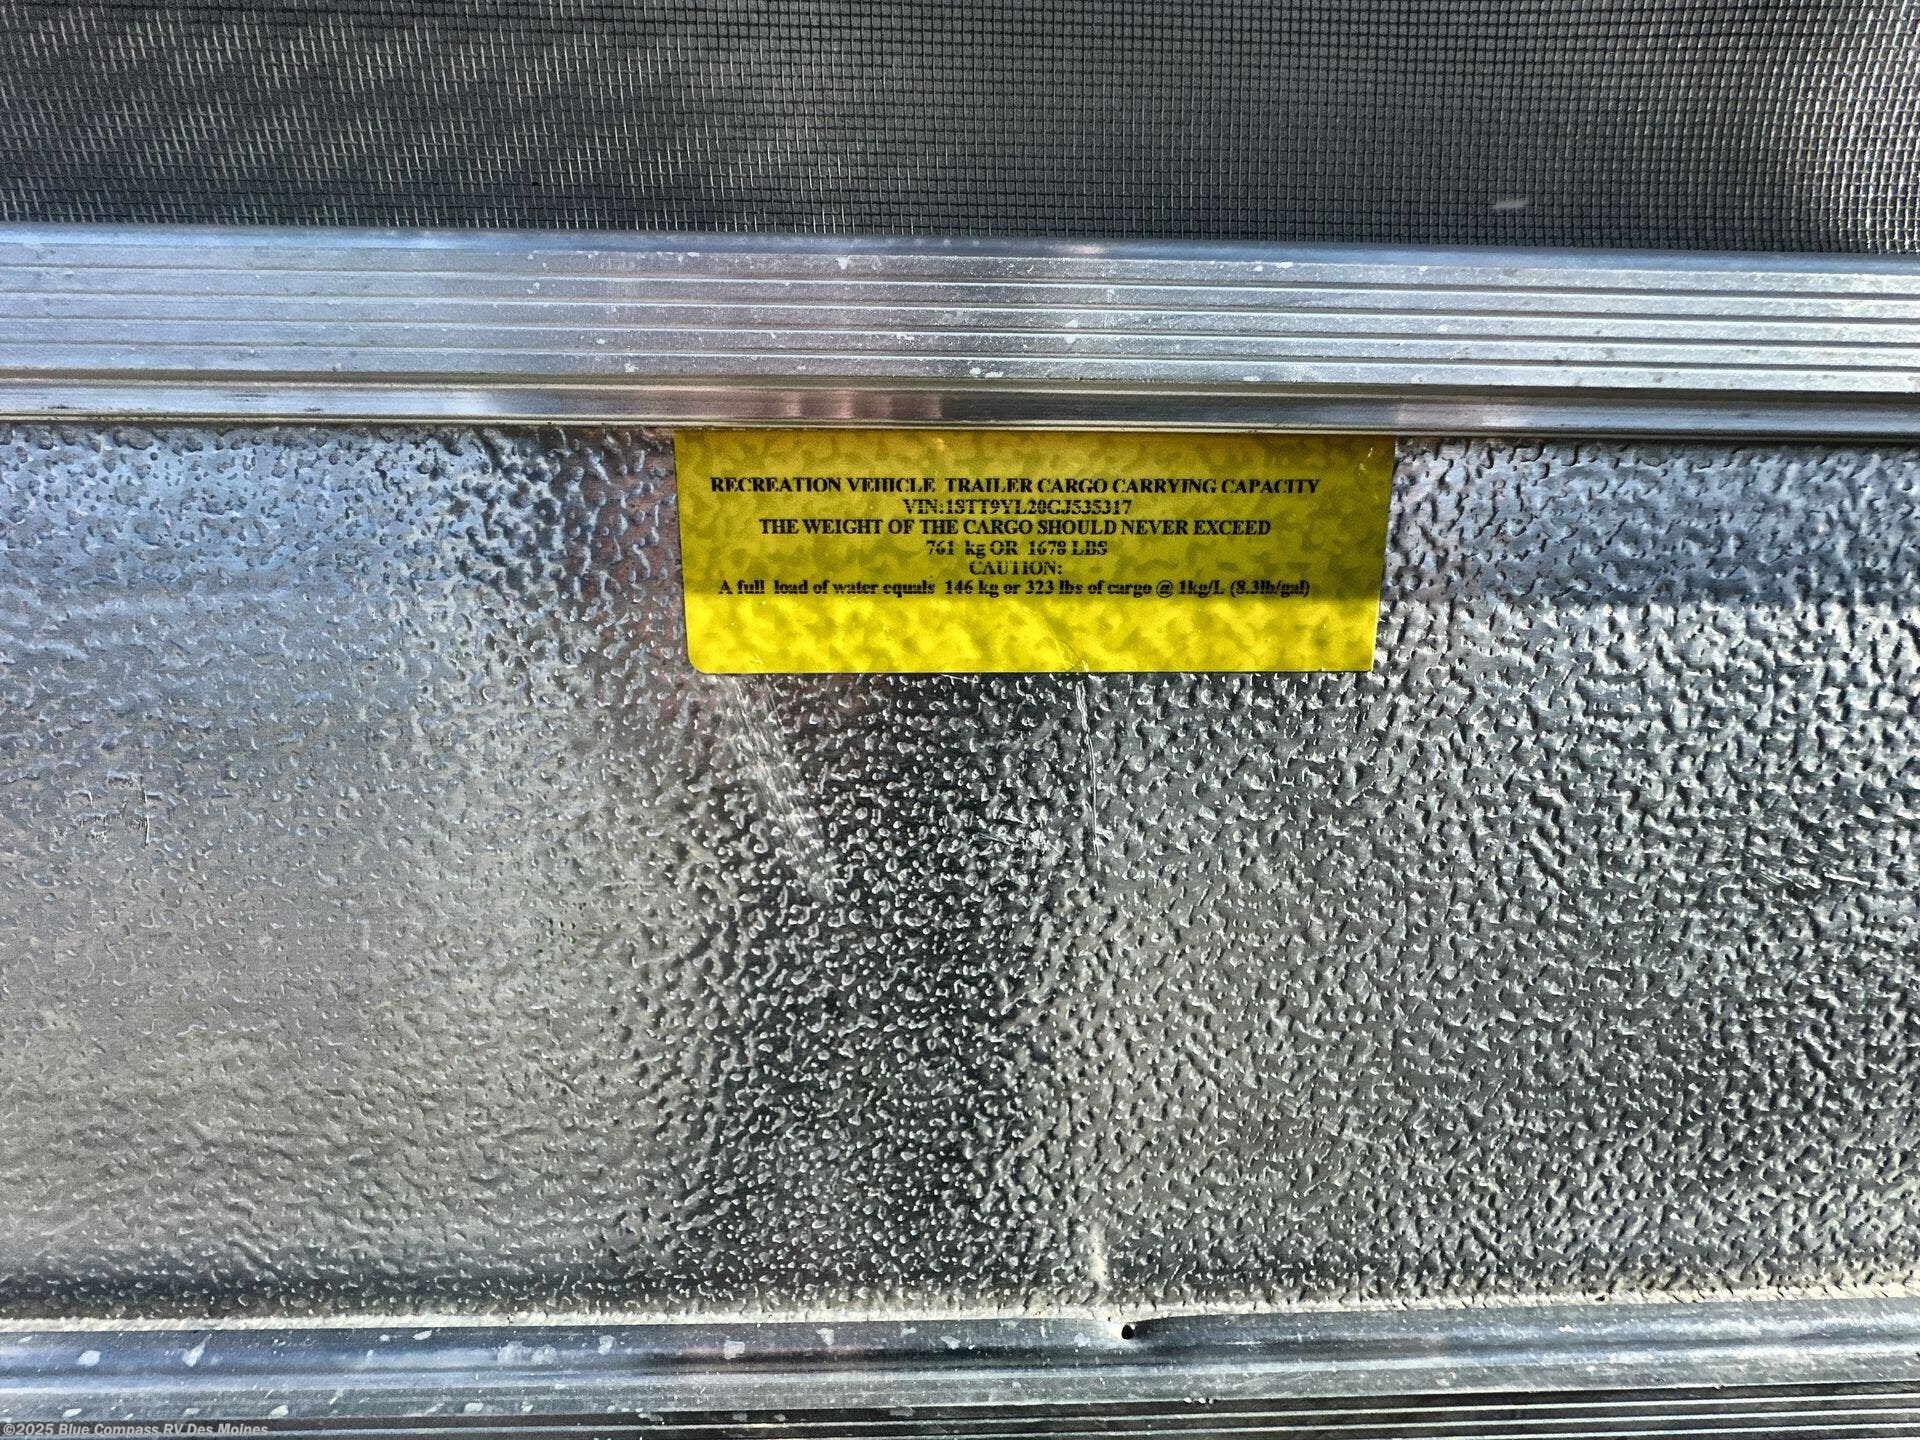 RECREATION VEHICLE TRAILER CARGO CARRYING CAPACITY
VIN:1STT9YL20GJ535317
THE WEIGHT OF THE CARGO SHOULD NEVER EXCEED
761 kg OR 1678 LBS
CAUTION:
A full load of water equals 146 kg or 323 lbs of cargo @ 1kg/L (8.3lb/gal)
©2025 Blue Compass RV Des Moines